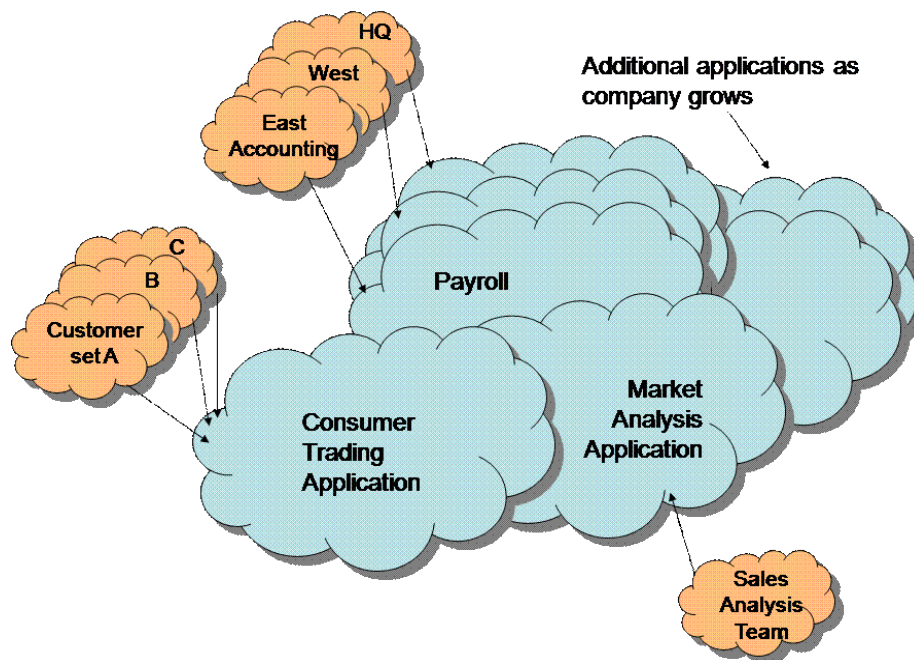 HQ
West
East
Accounting
Additional applications as
company grows
C
B
Customer
set A
Payroll
Consumer
Trading
Application
Market
Analysis
Application
Sales
Analysis
Team